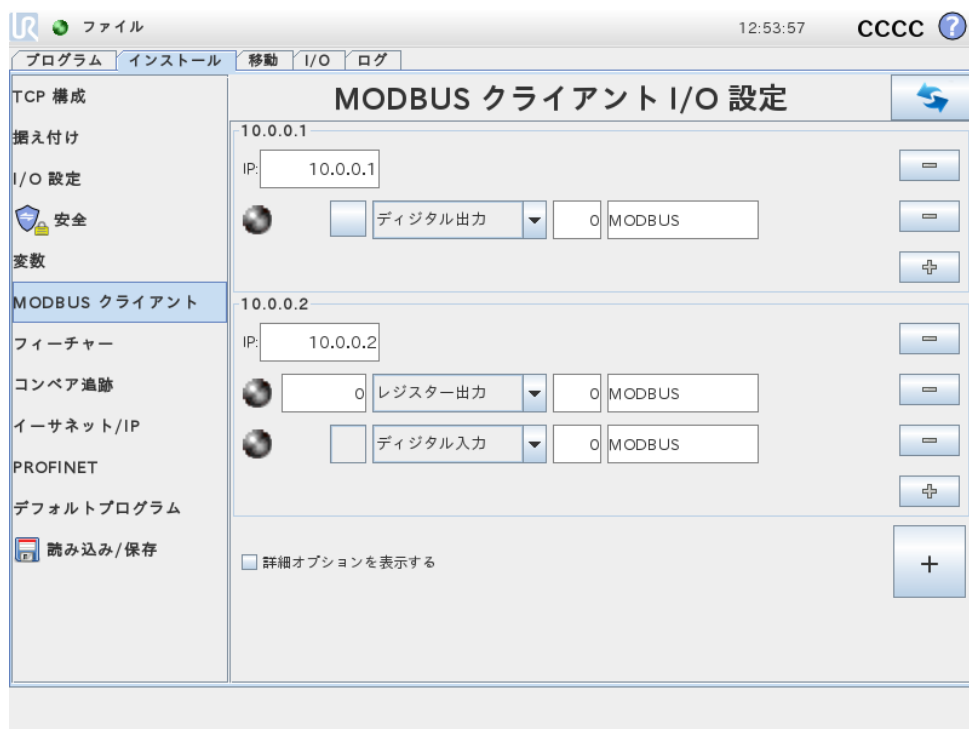 UR ファイル 12:53:57 CCCC ?
プログラム インストール 移動 I/O ログ
TCP 構成
据え付け
I/O 設定
安全
変数
MODBUS クライアント
フィーチャー
コンベア追跡
イーサネット/IP
PROFINET
デフォルトプログラム
読み込み/保存
MODBUS クライアント I/O 設定
10.0.0.1
IP: 10.0.0.1
ディジタル出力 0 MODBUS
10.0.0.2
IP: 10.0.0.2
0 レジスター出力 0 MODBUS
ディジタル入力 0 MODBUS
詳細オプションを表示する
+